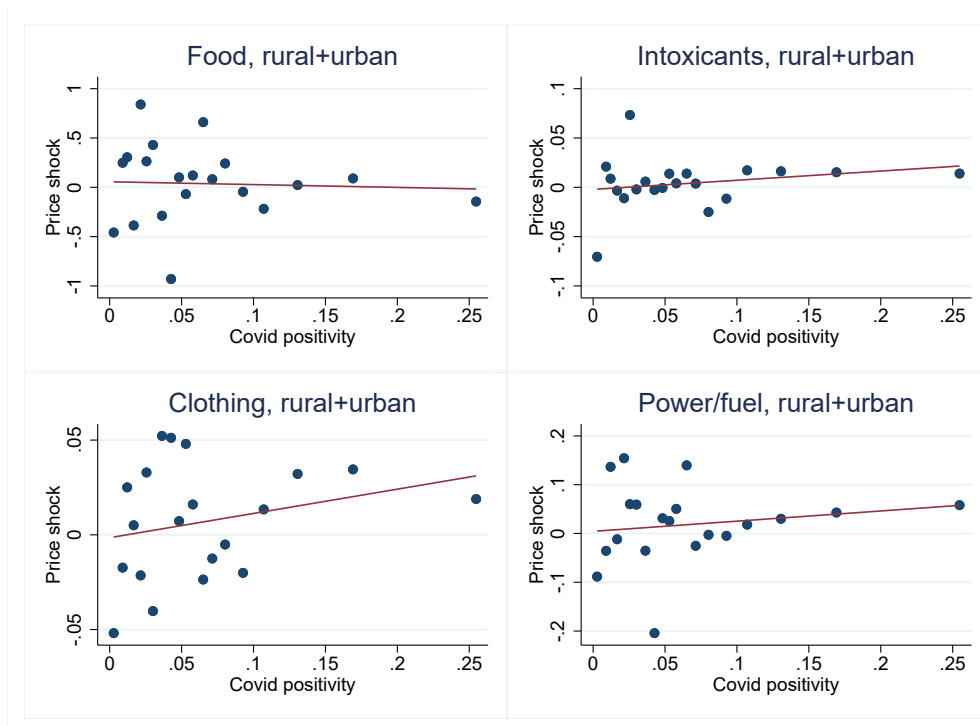 Food, rural+urban
Price shock
1
.5
0
-.5
-1
0 .05 .1 .15 .2 .25
Covid positivity
Intoxicants, rural+urban
Price shock
.1
.05
0
-.05
-.1
0 .05 .1 .15 .2 .25
Covid positivity
Clothing, rural+urban
Price shock
.05
0
-.05
0 .05 .1 .15 .2 .25
Covid positivity
Power/fuel, rural+urban
Price shock
.2
.1
0
-.1
-.2
0 .05 .1 .15 .2 .25
Covid positivity